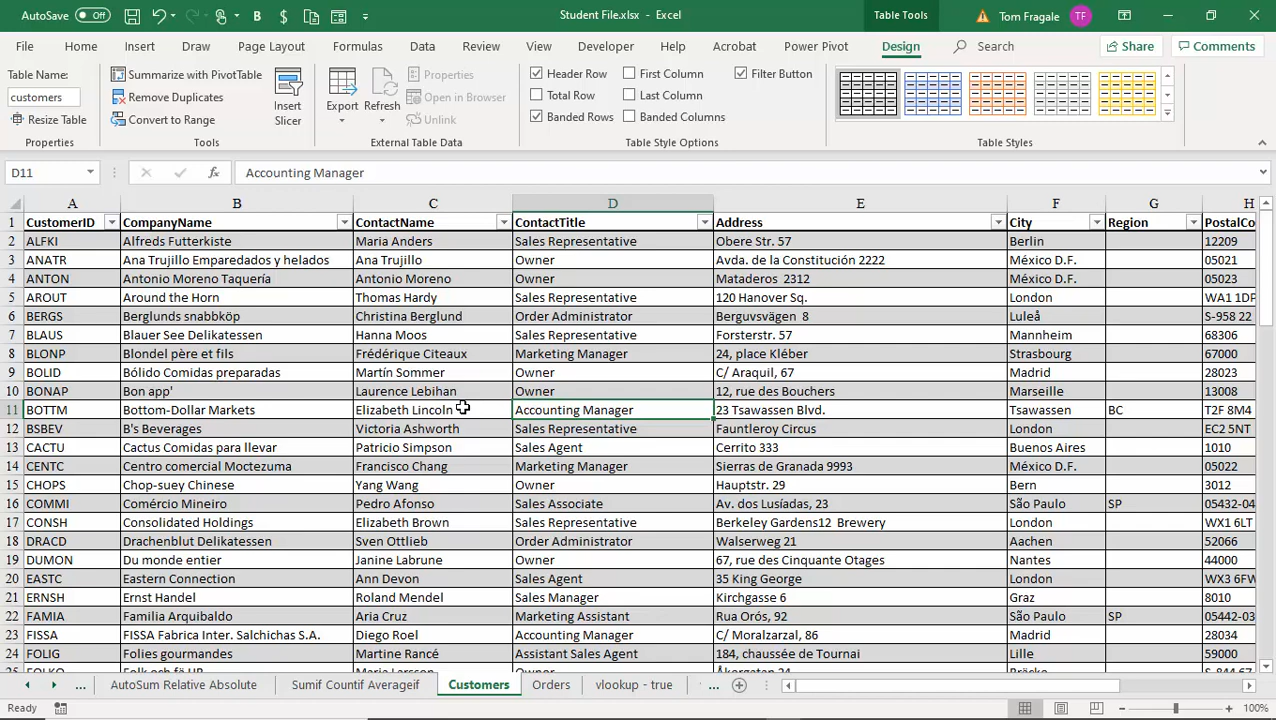 AutoSave Off Student File.xlsx - Excel Table Tools Tom Fragale TF
File Home Insert Draw Page Layout Formulas Data Review View Developer Help Acrobat Power Pivot Design Search Share Comments
Table Name: Summarize with PivotTable Properties Header Row First Column Filter Button
customers Remove Duplicates Insert Slicer Export Refresh Open in Browser Total Row Last Column
Resize Table Convert to Range Unlink Banded Rows Banded Columns
Properties Tools External Table Data Table Style Options Table Styles
D11 fx Accounting Manager
A B C D E F G H
1 CustomerID CompanyName ContactName ContactTitle Address City Region PostalCo
2 ALFKI Alfreds Futterkiste Maria Anders Sales Representative Obere Str. 57 Berlin 12209
3 ANATR Ana Trujillo Emparedados y helados Ana Trujillo Owner Avda. de la Constitución 2222 México D.F. 05021
4 ANTON Antonio Moreno Taquería Antonio Moreno Owner Mataderos 2312 México D.F. 05023
5 AROUT Around the Horn Thomas Hardy Sales Representative 120 Hanover Sq. London WA1 1DP
6 BERGS Berglunds snabbköp Christina Berglund Order Administrator Berguvsvägen 8 Luleå S-958 22
7 BLAUS Blauer See Delikatessen Hanna Moos Sales Representative Forsterstr. 57 Mannheim 68306
8 BLONP Blondel père et fils Frédérique Citeaux Marketing Manager 24, place Kléber Strasbourg 67000
9 BOLID Bólido Comidas preparadas Martín Sommer Owner C/ Araquil, 67 Madrid 28023
10 BONAP Bon app' Laurence Lebihan Owner 12, rue des Bouchers Marseille 13008
11 BOTTM Bottom-Dollar Markets Elizabeth Lincoln Accounting Manager 23 Tsawassen Blvd. Tsawassen BC T2F 8M4
12 BSBEV B's Beverages Victoria Ashworth Sales Representative Fauntleroy Circus London EC2 5NT
13 CACTU Cactus Comidas para llevar Patricio Simpson Sales Agent Cerrito 333 Buenos Aires 1010
14 CENTC Centro comercial Moctezuma Francisco Chang Marketing Manager Sierras de Granada 9993 México D.F. 05022
15 CHOPS Chop-suey Chinese Yang Wang Owner Hauptstr. 29 Bern 3012
16 COMMI Comércio Mineiro Pedro Afonso Sales Associate Av. dos Lusíadas, 23 São Paulo SP 05432-04
17 CONSH Consolidated Holdings Elizabeth Brown Sales Representative Berkeley Gardens12 Brewery London WX1 6LT
18 DRACD Drachenblut Delikatessen Sven Ottlieb Order Administrator Walserweg 21 Aachen 52066
19 DUMON Du monde entier Janine Labrune Owner 67, rue des Cinquante Otages Nantes 44000
20 EASTC Eastern Connection Ann Devon Sales Agent 35 King George London WX3 6FW
21 ERNSH Ernst Handel Roland Mendel Sales Manager Kirchgasse 6 Graz 8010
22 FAMIA Familia Arquibaldo Aria Cruz Marketing Assistant Rua Orós, 92 São Paulo SP 05442-03
23 FISSA FISSA Fabrica Inter. Salchichas S.A. Diego Roel Accounting Manager C/ Moralzarzal, 86 Madrid 28034
24 FOLIG Folies gourmandes Martine Rancé Assistant Sales Agent 184, chaussée de Tournai Lille 59000
25 FOLKO Folk och fä HB Maria Larsson Owner Åkergatan 24 Bräcke S-844 67
... AutoSum Relative Absolute Sumif Countif Averageif Customers Orders vlookup - true ...
Ready 100%